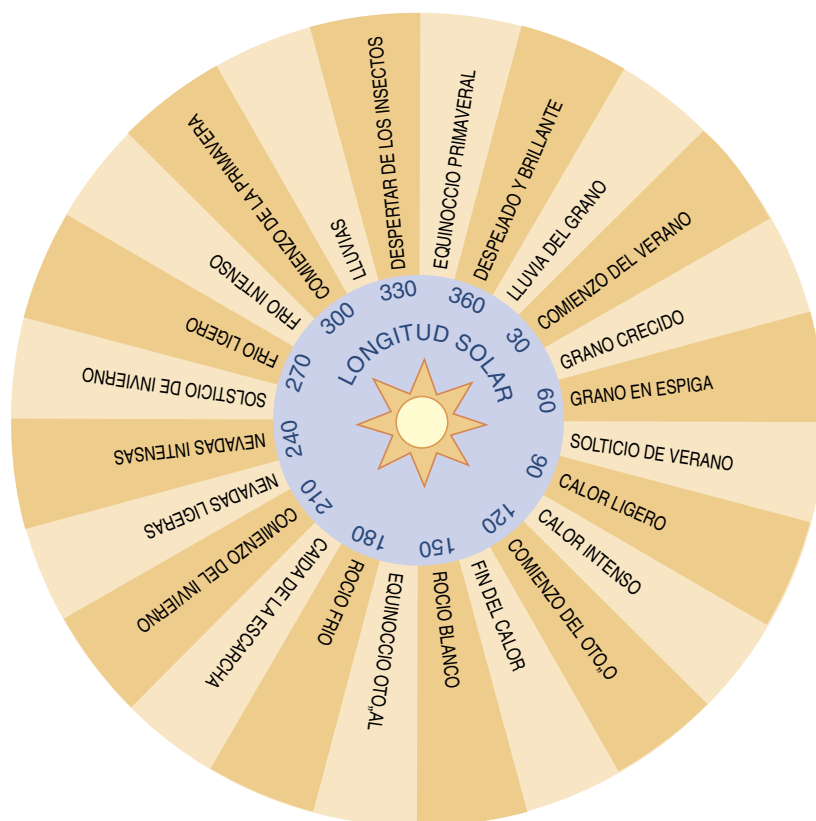 DESPERTAR DE LOS INSECTOS
EQUINOCCIO PRIMAVERAL
DESPEJADO Y BRILLANTE
LLUVIA DEL GRANO
COMIENZO DEL VERANO
GRANO CRECIDO
GRANO EN ESPIGA
SOLTICIO DE VERANO
CALOR LIGERO
CALOR INTENSO
COMIENZO DEL OTO„O
FIN DEL CALOR
ROCIO BLANCO
EQUINOCCIO OTO„AL
ROCIO FRIO
CAIDA DE LA ESCARCHA
COMIENZO DEL INVIERNO
NEVADAS LIGERAS
NEVADAS INTENSAS
SOLSTICIO DE INVIERNO
FRIO LIGERO
FRIO INTENSO
COMIENZO DE LA PRIMAVERA
LLUVIAS
330
360
30
60
90
120
150
180
210
240
270
300
LONGITUD SOLAR